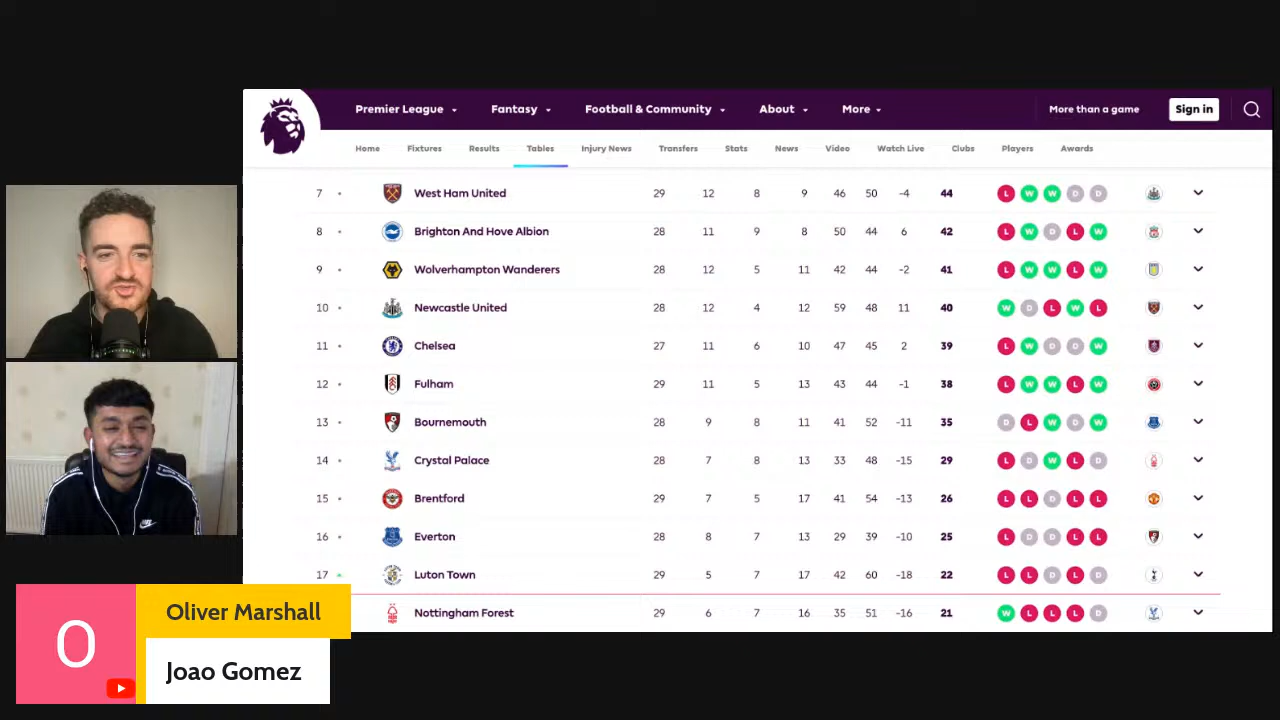 Premier League Fantasy Football & Community About More More than a game Sign in
Home Fixtures Results Tables Injury News Transfers Stats News Video Watch Live Clubs Players Awards
7 West Ham United 29 12 8 9 46 50 -4 44 L W W D D
8 Brighton And Hove Albion 28 11 9 8 50 44 6 42 L W D L W
9 Wolverhampton Wanderers 28 12 5 11 42 44 -2 41 L W W L W
10 Newcastle United 28 12 4 12 59 48 11 40 W D L W L
11 Chelsea 27 11 6 10 47 45 2 39 L W D D W
12 Fulham 29 11 5 13 43 44 -1 38 L W W L W
13 Bournemouth 28 9 8 11 41 52 -11 35 D L W D W
14 Crystal Palace 28 7 8 13 33 48 -15 29 L D W L D
15 Brentford 29 7 5 17 41 54 -13 26 L L D L L
16 Everton 28 8 7 13 29 39 -10 25 L D D L L
17 Luton Town 29 5 7 17 42 60 -18 22 L L D L D
Nottingham Forest 29 6 7 16 35 51 -16 21 W L L L D
O
Oliver Marshall
Joao Gomez